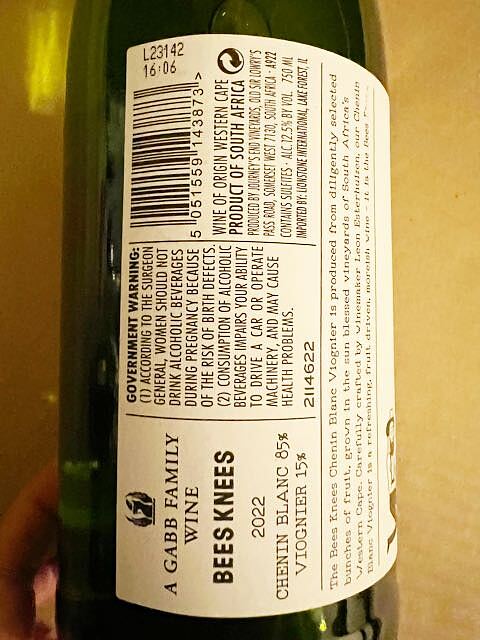 A GABB FAMILY
WINE
BEES KNEES
2022
CHENIN BLANC 85%
VIOGNIER 15%
GOVERNMENT WARNING:
(1) ACCORDING TO THE SURGEON
GENERAL, WOMEN SHOULD NOT
DRINK ALCOHOLIC BEVERAGES
DURING PREGNANCY BECAUSE
OF THE RISK OF BIRTH DEFECTS.
(2) CONSUMPTION OF ALCOHOLIC
BEVERAGES IMPAIRS YOUR ABILITY
TO DRIVE A CAR OR OPERATE
MACHINERY, AND MAY CAUSE
HEALTH PROBLEMS.
2114622
L23142
16:06
5 051559 143873 >
WINE OF ORIGIN WESTERN CAPE
PRODUCT OF SOUTH AFRICA
PRODUCED BY JOURNEY'S END VINEYARDS, OLD SIR LOWRY'S
PASS ROAD, SOMERSET WEST 7130, SOUTH AFRICA - A922
CONTAINS SULFITES - ALC 12.5% BY VOL. 750 ML
IMPORTED BY: LIONSTONE INTERNATIONAL, LAKE FOREST, IL
The Bees Knees Chenin Blanc Viognier is produced from diligently selected
bunches of fruit, grown in the sun blessed vineyards of South Africa's
Western Cape. Carefully crafted by winemaker Leon Esterhuizen, our Chenin
Blanc Viognier is a refreshing, fruit driven, moreish wine - it is the Bees